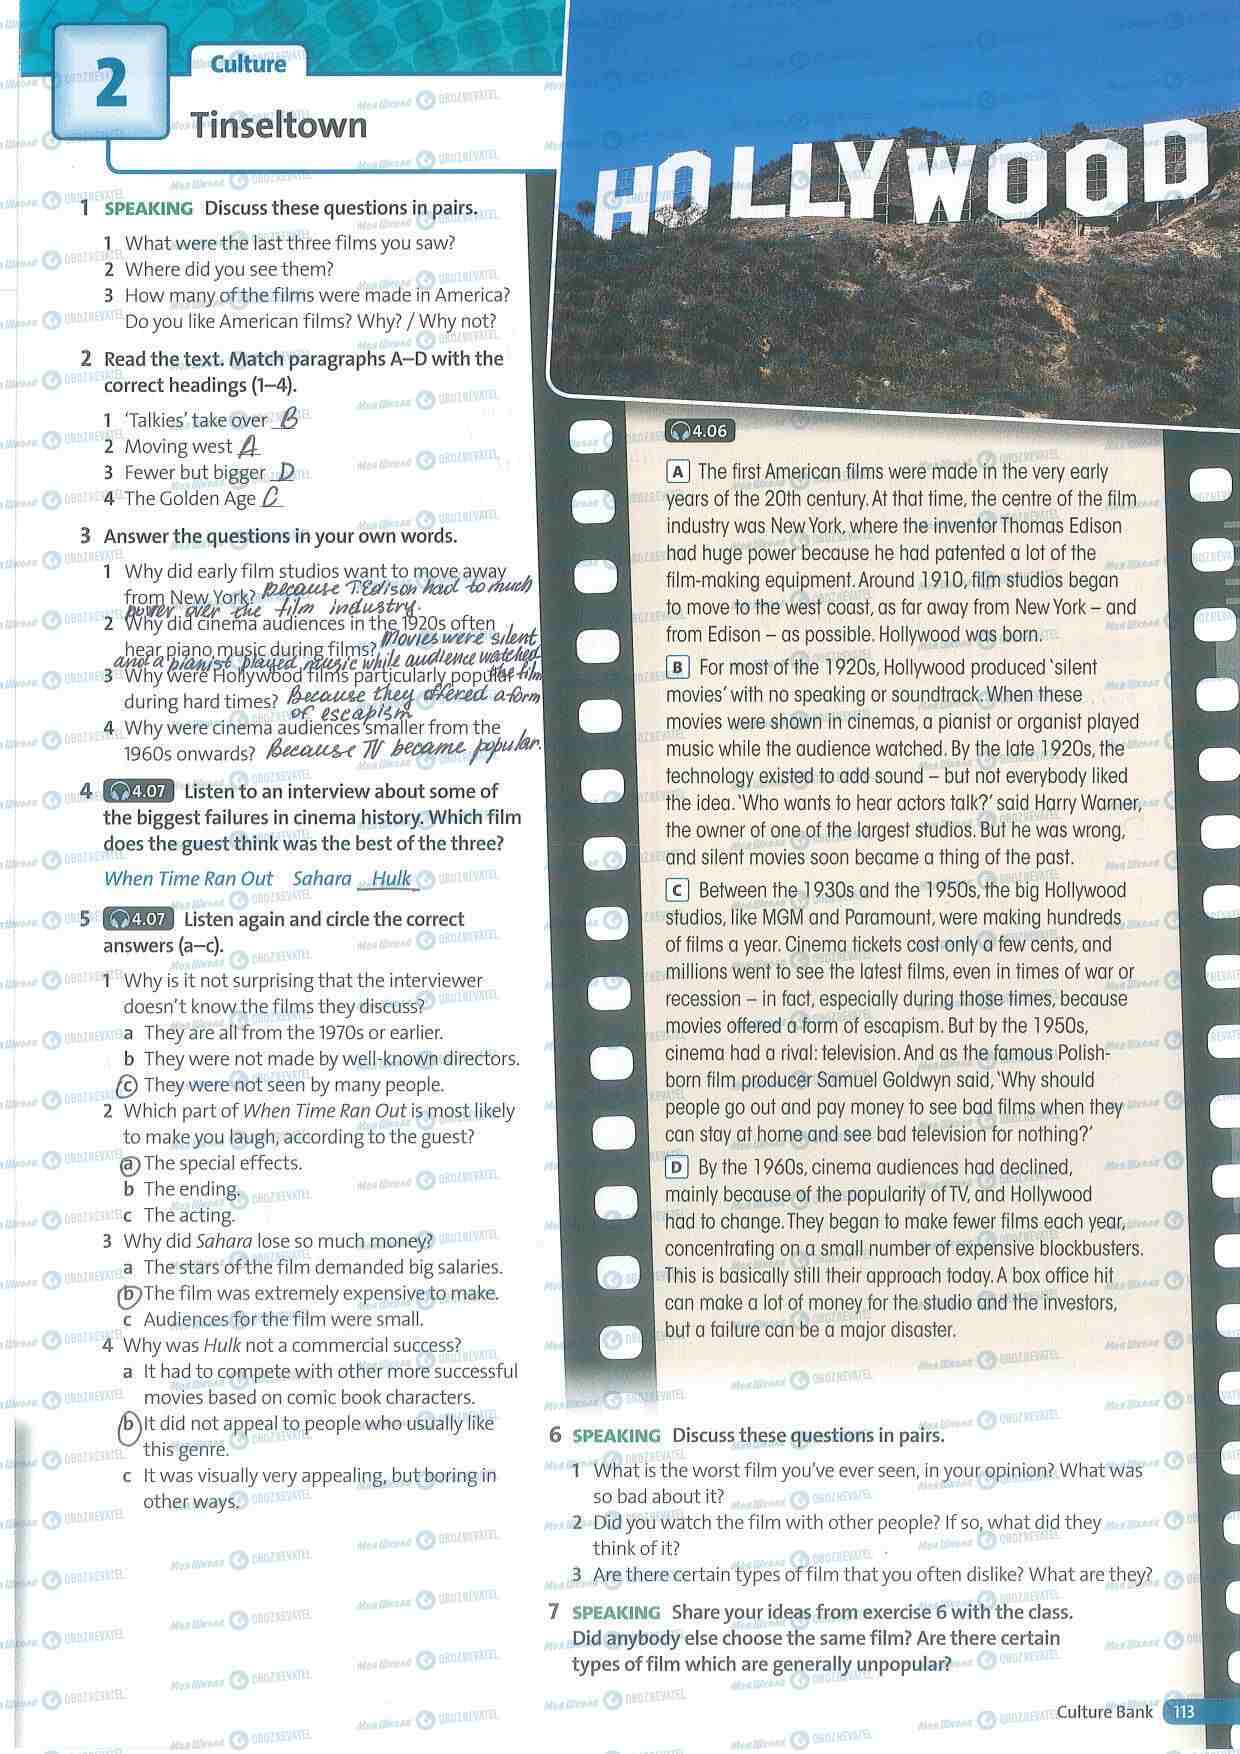 2
Culture
Tinseltown
HOLLYWOOD
1 SPEAKING Discuss these questions in pairs.
1 What were the last three films you saw?
2 Where did you see them?
3 How many of the films were made in America?
Do you like American films? Why? / Why not?
2 Read the text. Match paragraphs A–D with the
correct headings (1–4).
1 ‘Talkies’ take over B
2 Moving west A
3 Fewer but bigger D
4 The Golden Age C
3 Answer the questions in your own words.
1 Why did early film studios want to move away
from New York? Because T.Edison had to much
power over the film industry.
2 Why did cinema audiences in the 1920s often
hear piano music during films? Movies were silent
and a pianist played music while audience watched
the film
3 Why were Hollywood films particularly popular
during hard times? Because they offered a form
of escapism
4 Why were cinema audiences smaller from the
1960s onwards? Because TV became popular.
4 4.07 Listen to an interview about some of
the biggest failures in cinema history. Which film
does the guest think was the best of the three?
When Time Ran Out Sahara Hulk
5 4.07 Listen again and circle the correct
answers (a–c).
1 Why is it not surprising that the interviewer
doesn’t know the films they discuss?
a They are all from the 1970s or earlier.
b They were not made by well-known directors.
c They were not seen by many people.
2 Which part of When Time Ran Out is most likely
to make you laugh, according to the guest?
a The special effects.
b The ending.
c The acting.
3 Why did Sahara lose so much money?
a The stars of the film demanded big salaries.
b The film was extremely expensive to make.
c Audiences for the film were small.
4 Why was Hulk not a commercial success?
a It had to compete with other more successful
movies based on comic book characters.
b It did not appeal to people who usually like
this genre.
c It was visually very appealing, but boring in
other ways.
4.06
A The first American films were made in the very early
years of the 20th century. At that time, the centre of the film
industry was New York, where the inventor Thomas Edison
had huge power because he had patented a lot of the
film-making equipment. Around 1910, film studios began
to move to the west coast, as far away from New York – and
from Edison – as possible. Hollywood was born.
B For most of the 1920s, Hollywood produced ‘silent
movies’ with no speaking or soundtrack. When these
movies were shown in cinemas, a pianist or organist played
music while the audience watched. By the late 1920s, the
technology existed to add sound – but not everybody liked
the idea. ‘Who wants to hear actors talk?’ said Harry Warner,
the owner of one of the largest studios. But he was wrong,
and silent movies soon became a thing of the past.
C Between the 1930s and the 1950s, the big Hollywood
studios, like MGM and Paramount, were making hundreds
of films a year. Cinema tickets cost only a few cents, and
millions went to see the latest films, even in times of war or
recession – in fact, especially during those times, because
movies offered a form of escapism. But by the 1950s,
cinema had a rival: television. And as the famous Polish-
born film producer Samuel Goldwyn said, ‘Why should
people go out and pay money to see bad films when they
can stay at home and see bad television for nothing?’
D By the 1960s, cinema audiences had declined,
mainly because of the popularity of TV, and Hollywood
had to change. They began to make fewer films each year,
concentrating on a small number of expensive blockbusters.
This is basically still their approach today. A box office hit
can make a lot of money for the studio and the investors,
but a failure can be a major disaster.
6 SPEAKING Discuss these questions in pairs.
1 What is the worst film you’ve ever seen, in your opinion? What was
so bad about it?
2 Did you watch the film with other people? If so, what did they
think of it?
3 Are there certain types of film that you often dislike? What are they?
7 SPEAKING Share your ideas from exercise 6 with the class.
Did anybody else choose the same film? Are there certain
types of film which are generally unpopular?
Culture Bank 113